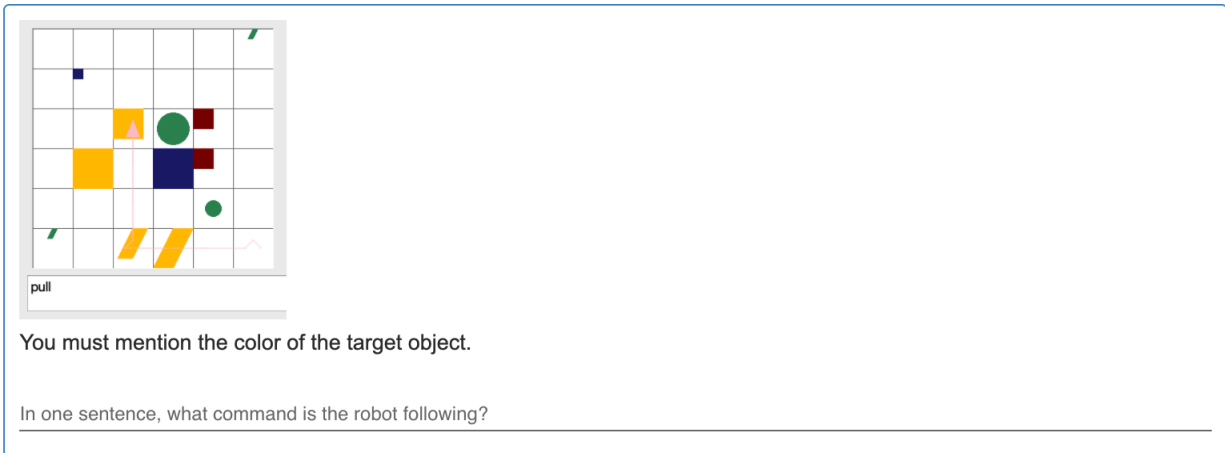 pull
You must mention the color of the target object.
In one sentence, what command is the robot following?